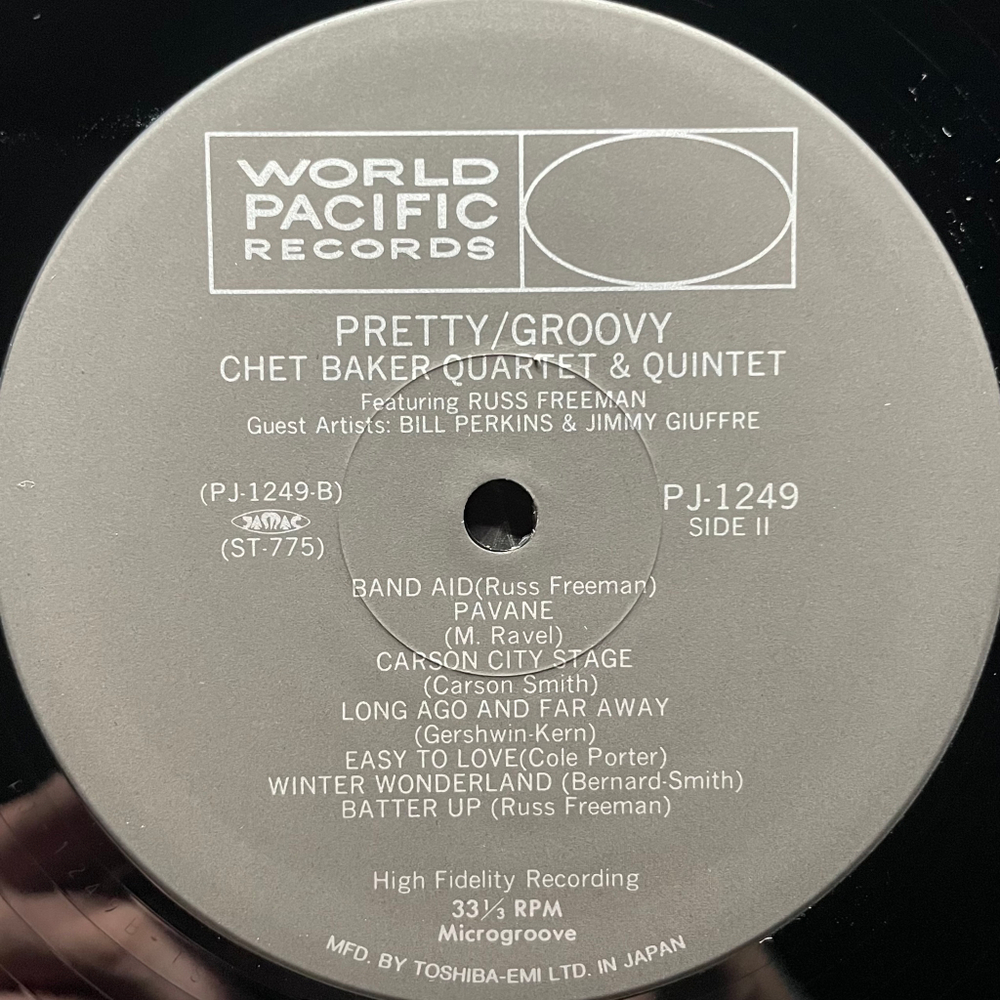 WORLD
PACIFIC
RECORDS
PRETTY/GROOVY
CHET BAKER QUARTET & QUINTET
Featuring RUSS FREEMAN
Guest Artists: BILL PERKINS & JIMMY GIUFFRE
(PJ-1249-B)
JASRAC
(ST-775)
PJ-1249
SIDE II
BAND AID(Russ Freeman)
PAVANE
(M. Ravel)
CARSON CITY STAGE
(Carson Smith)
LONG AGO AND FAR AWAY
(Gershwin-Kern)
EASY TO LOVE(Cole Porter)
WINTER WONDERLAND (Bernard-Smith)
BATTER UP (Russ Freeman)
High Fidelity Recording
33⅓ RPM
Microgroove
MFD. BY TOSHIBA-EMI LTD. IN JAPAN